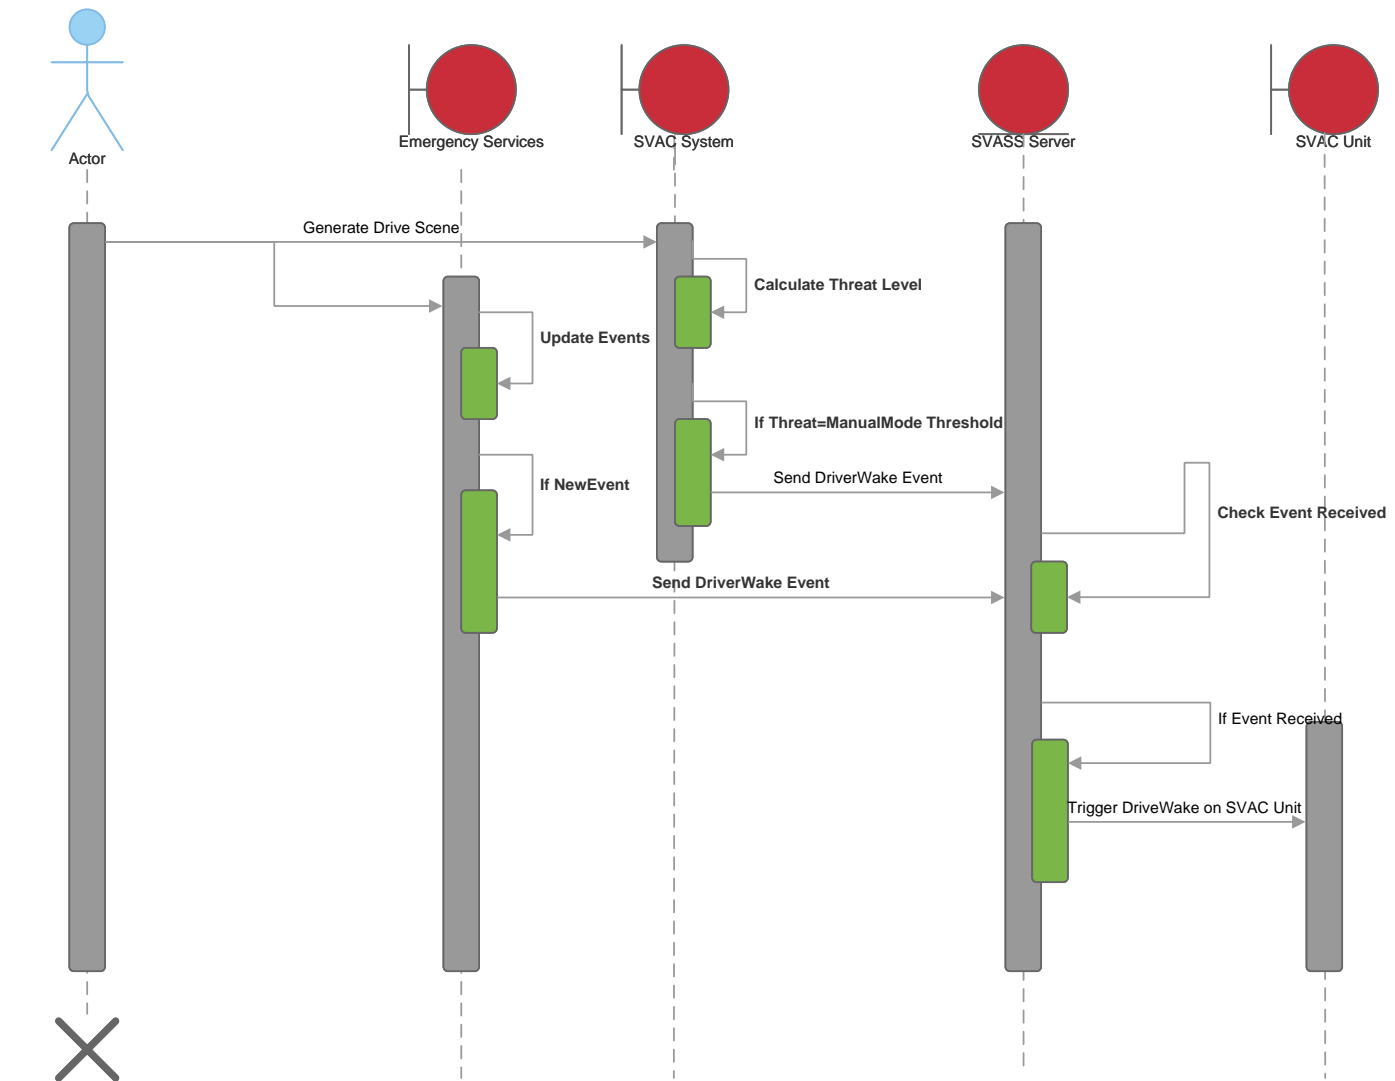 Actor
Emergency Services
SVAC System
SVASS Server
SVAC Unit
Generate Drive Scene
Calculate Threat Level
Update Events
If Threat=ManualMode Threshold
Send DriverWake Event
If NewEvent
Check Event Received
Send DriverWake Event
If Event Received
Trigger DriveWake on SVAC Unit